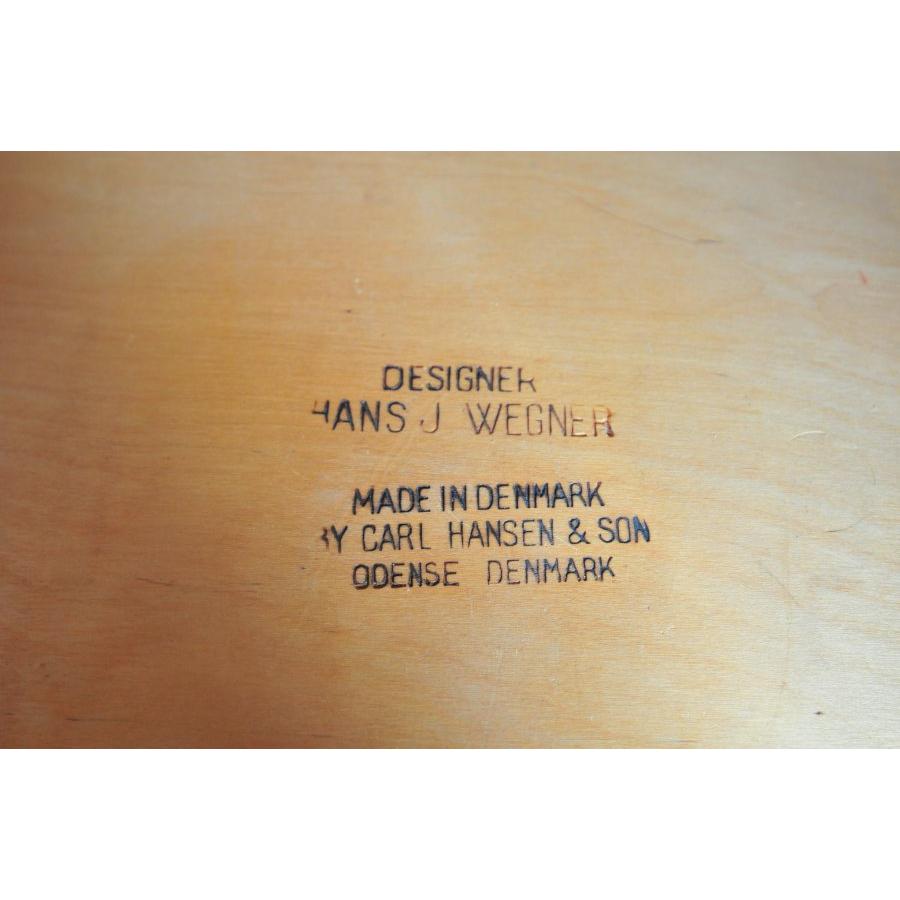 DESIGNER
HANS J WEGNER
MADE IN DENMARK
BY CARL HANSEN & SON
ODENSE DENMARK